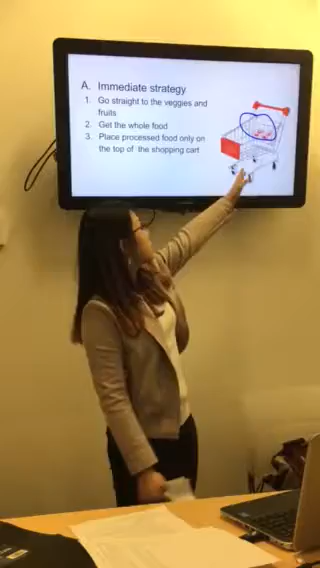 A. Immediate strategy
1. Go straight to the veggies and
fruits
2. Get the whole food
3. Place processed food only on
the top of the shopping cart